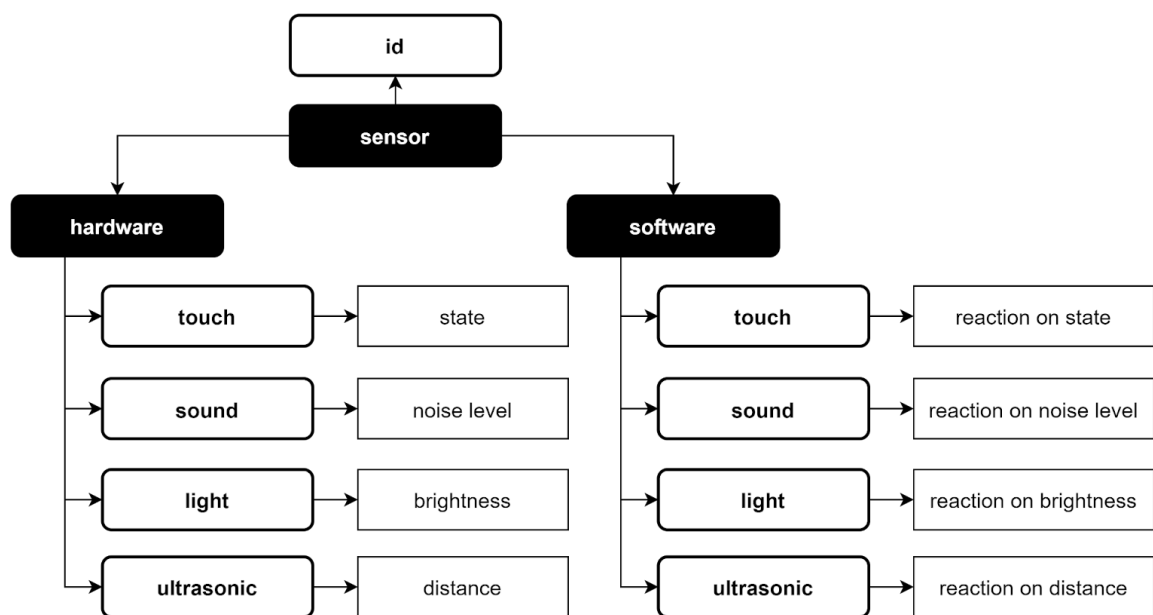 id
sensor
hardware
software
touch
state
touch
reaction on state
sound
noise level
sound
reaction on noise level
light
brightness
light
reaction on brightness
ultrasonic
distance
ultrasonic
reaction on distance